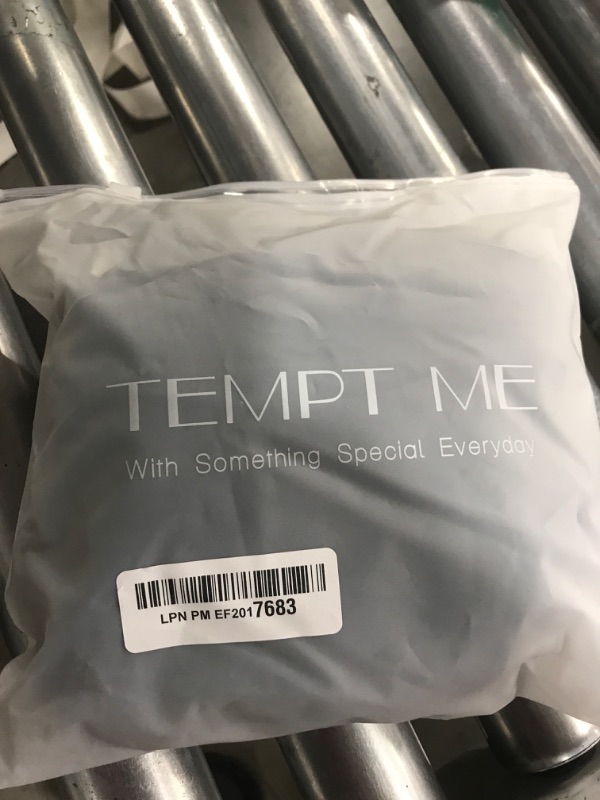 TEMPT ME
With Something Special Everyday
LPN PM EF2017683